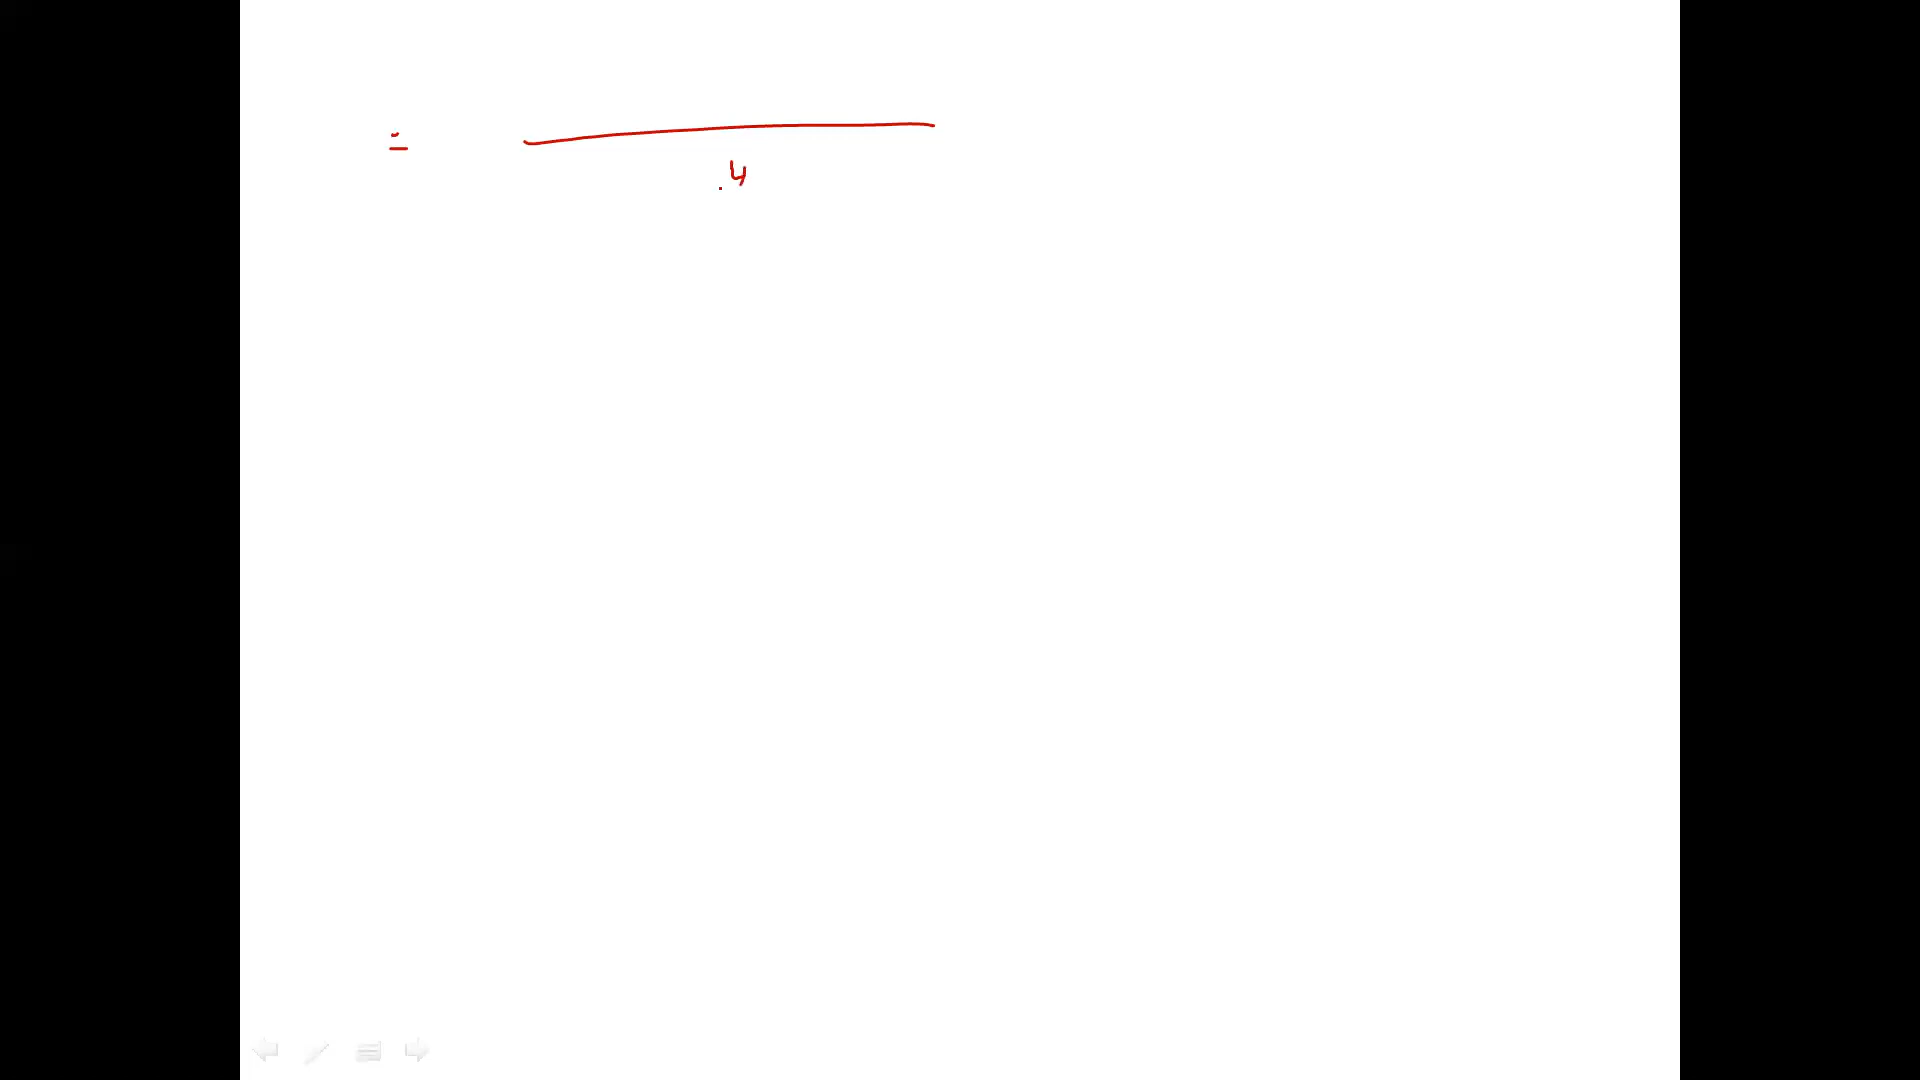 =
.4